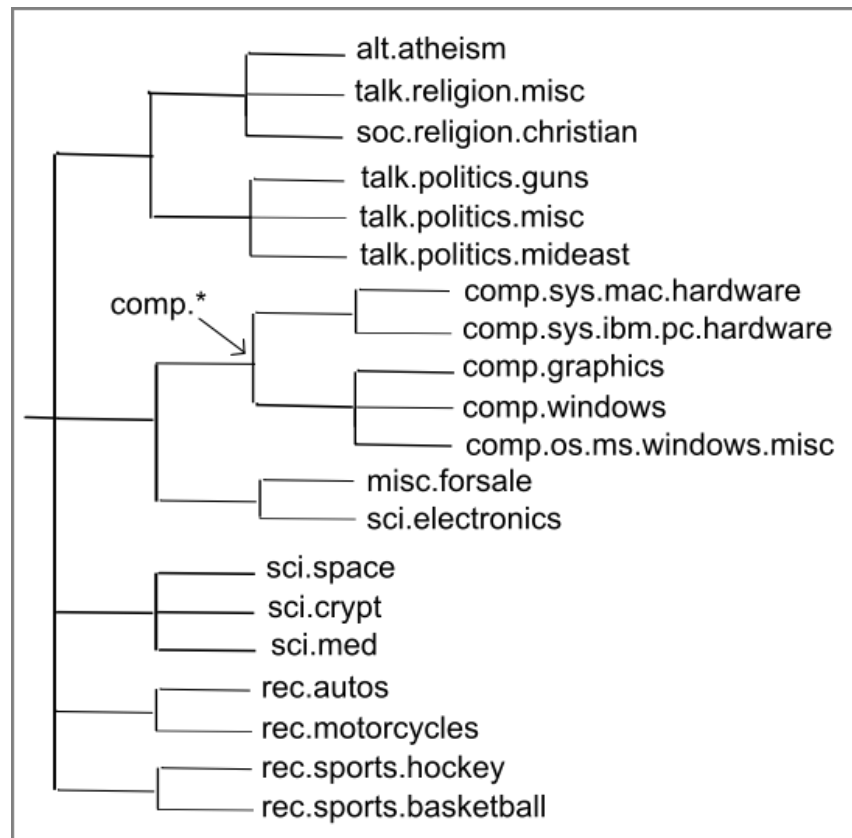 alt.atheism
talk.religion.misc
soc.religion.christian
talk.politics.guns
talk.politics.misc
talk.politics.mideast
comp.*
comp.sys.mac.hardware
comp.sys.ibm.pc.hardware
comp.graphics
comp.windows
comp.os.ms.windows.misc
misc.forsale
sci.electronics
sci.space
sci.crypt
sci.med
rec.autos
rec.motorcycles
rec.sports.hockey
rec.sports.basketball